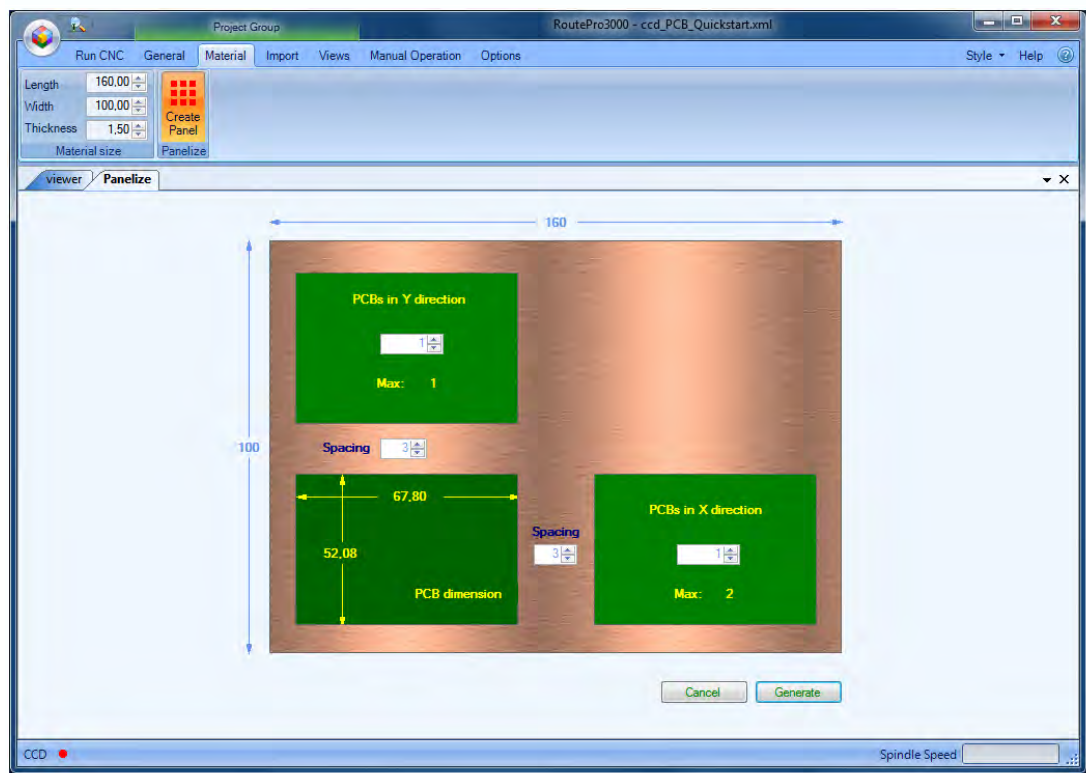 Project Group
RoutePro3000 - ccd_PCB_Quickstart.xml
Run CNC General Material Import Views Manual Operation Options Style Help
Length 160,00
Width 100,00
Thickness 1,50
Create
Panel
Material size Panelize
viewer Panelize
160
PCBs in Y direction
1
Max: 1
100
Spacing 3
67,80
52,08
PCB dimension
Spacing
3
PCBs in X direction
1
Max: 2
Cancel Generate
CCD Spindle Speed